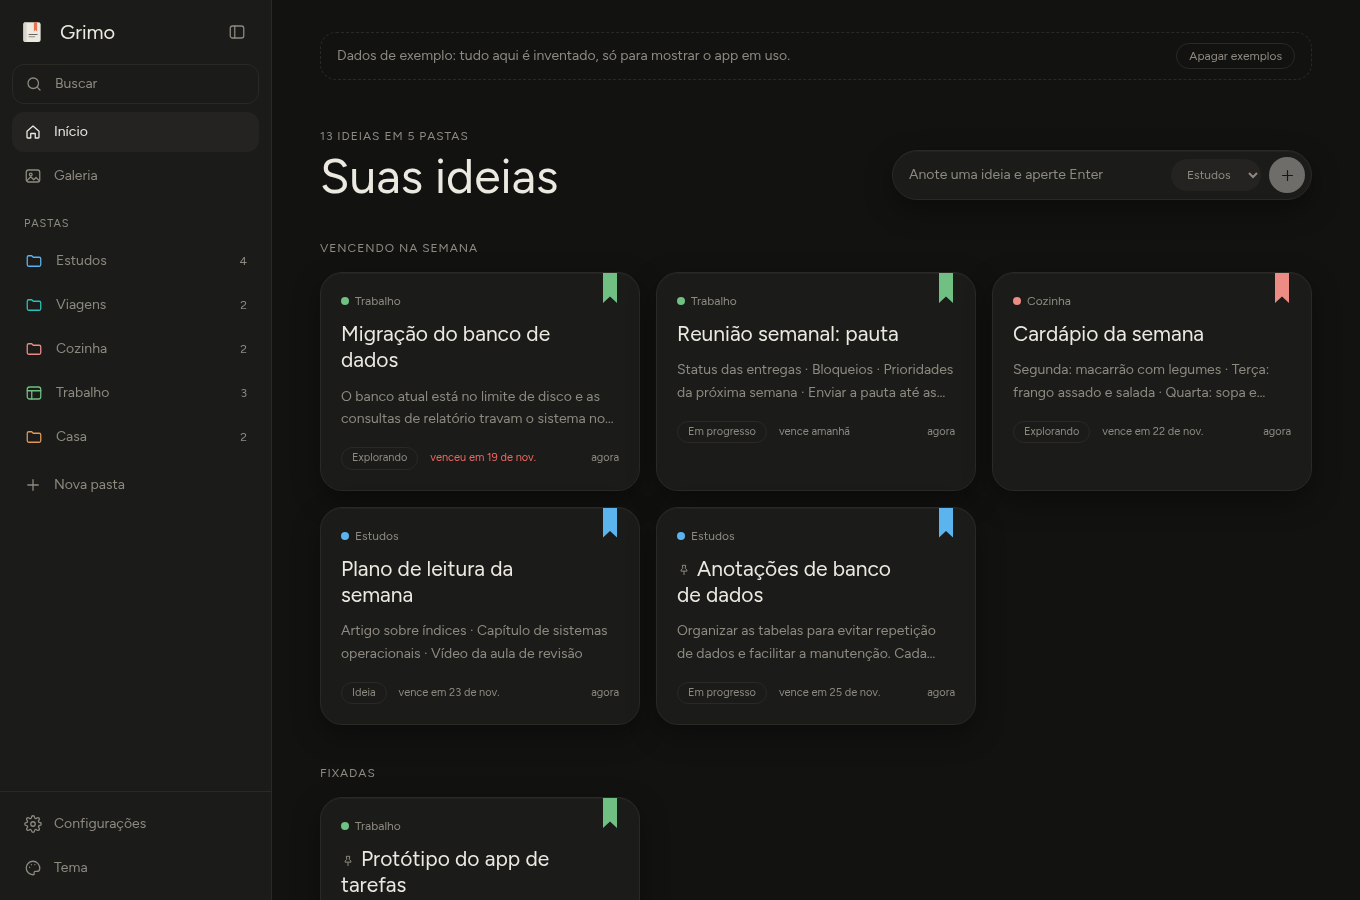 Grimo
Buscar
Início
Galeria
PASTAS
Estudos 4
Viagens 2
Cozinha 2
Trabalho 3
Casa 2
Nova pasta
Configurações
Tema
Dados de exemplo: tudo aqui é inventado, só para mostrar o app em uso.
Apagar exemplos
13 IDEIAS EM 5 PASTAS
Suas ideias
Anote uma ideia e aperte Enter
Estudos
VENCENDO NA SEMANA
Trabalho
Migração do banco de
dados
O banco atual está no limite de disco e as
consultas de relatório travam o sistema no...
Explorando venceu em 19 de nov. agora
Trabalho
Reunião semanal: pauta
Status das entregas · Bloqueios · Prioridades
da próxima semana · Enviar a pauta até as...
Em progresso vence amanhã agora
Cozinha
Cardápio da semana
Segunda: macarrão com legumes · Terça:
frango assado e salada · Quarta: sopa e...
Explorando vence em 22 de nov. agora
Estudos
Plano de leitura da
semana
Artigo sobre índices · Capítulo de sistemas
operacionais · Vídeo da aula de revisão
Ideia vence em 23 de nov. agora
Estudos
Anotações de banco
de dados
Organizar as tabelas para evitar repetição
de dados e facilitar a manutenção. Cada...
Em progresso vence em 25 de nov. agora
FIXADAS
Trabalho
Protótipo do app de
tarefas